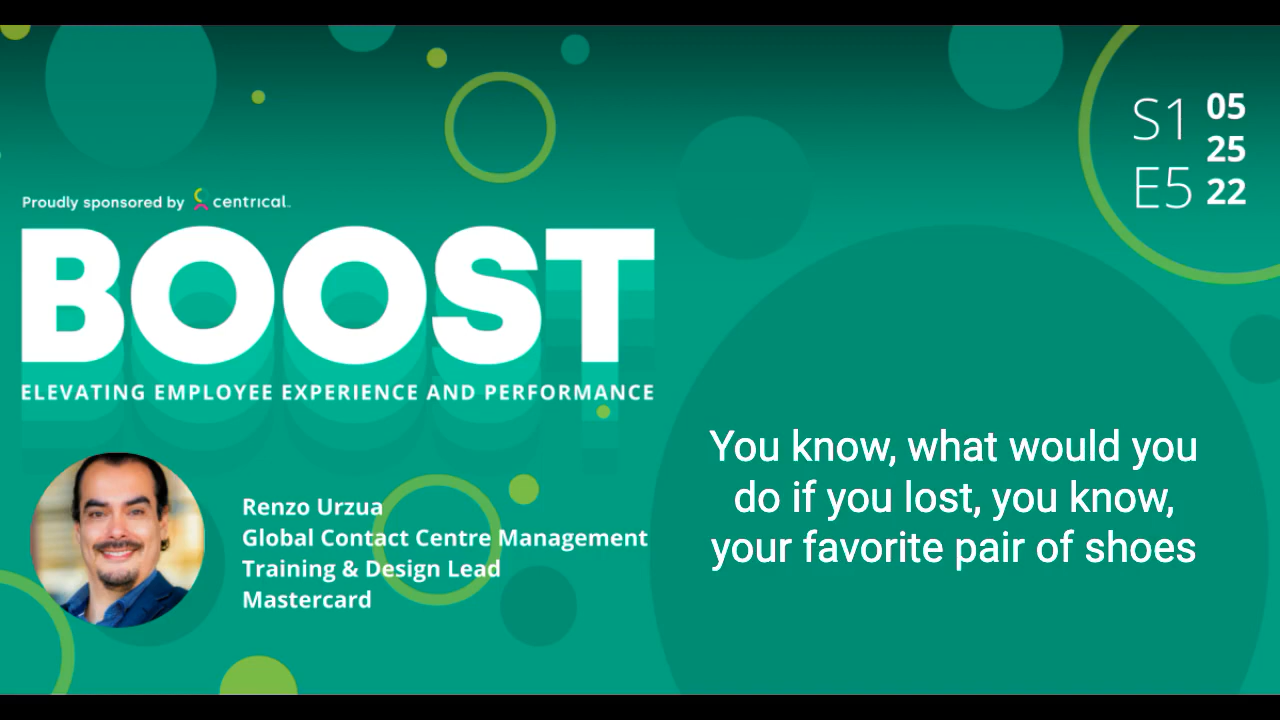 S1 05
25
E5 22
Proudly sponsored by centrical
BOOST
ELEVATING EMPLOYEE EXPERIENCE AND PERFORMANCE
You know, what would you
do if you lost, you know,
your favorite pair of shoes
Renzo Urzua
Global Contact Centre Management
Training & Design Lead
Mastercard